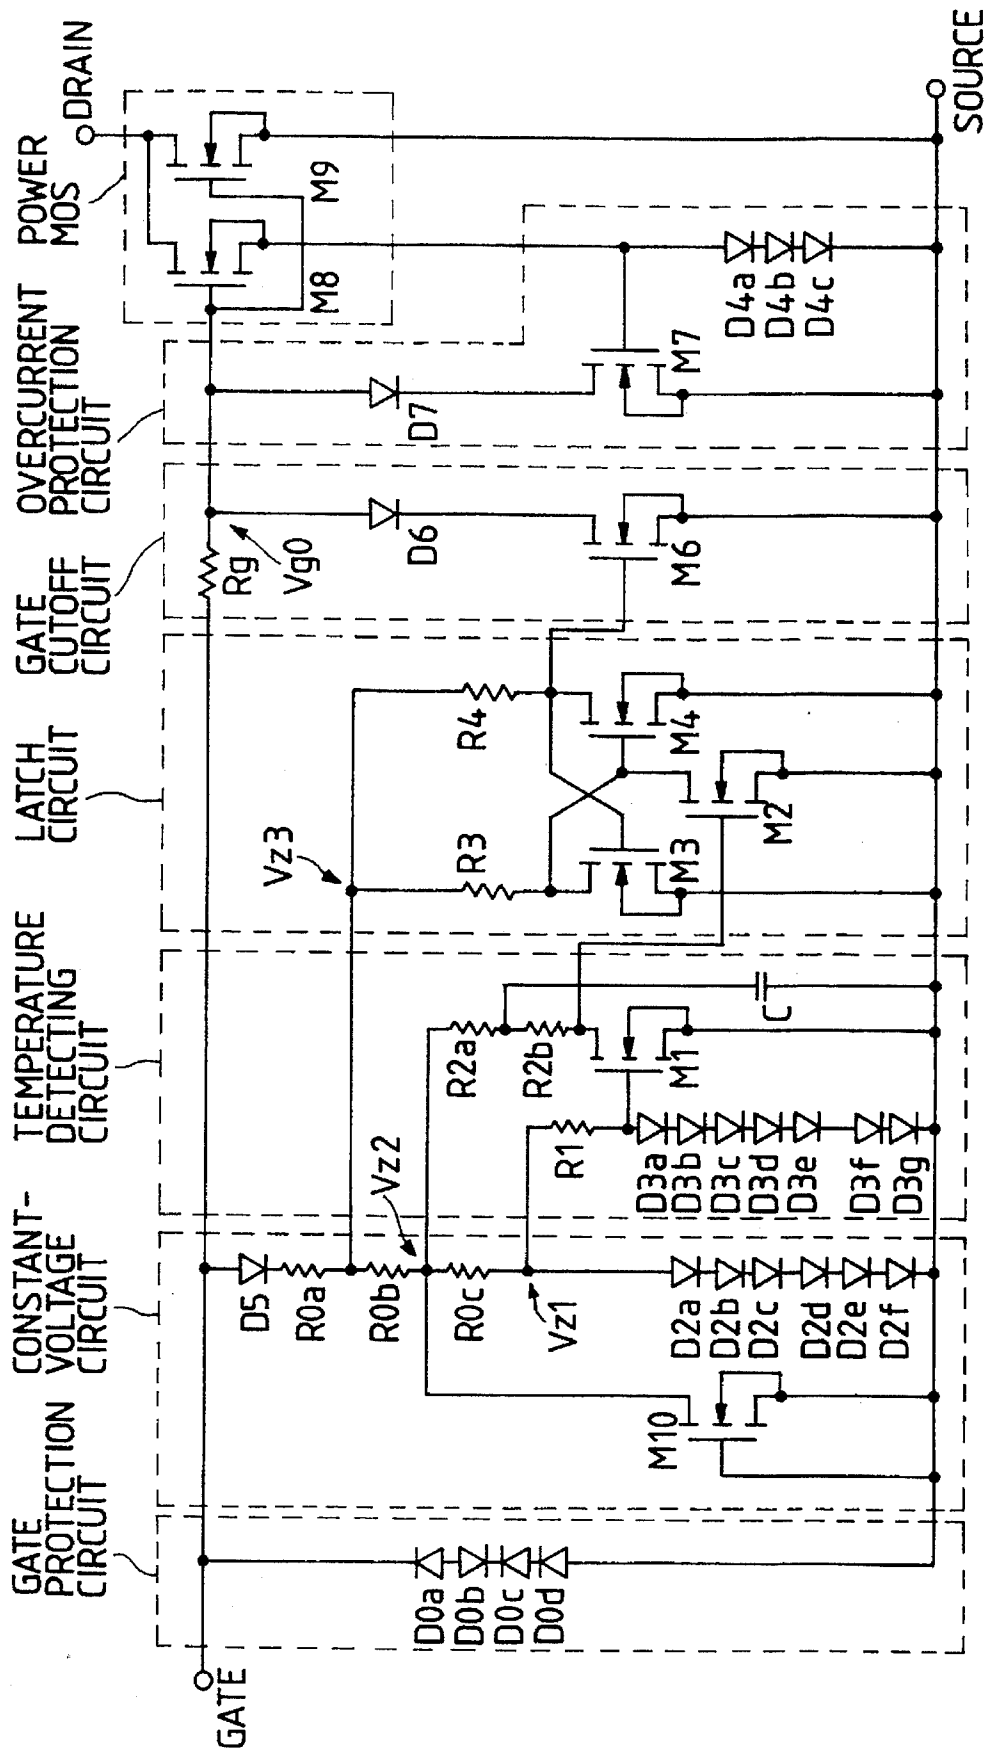 GATE
PROTECTION
CIRCUIT
CONSTANT-
VOLTAGE
CIRCUIT
TEMPERATURE
DETECTING
CIRCUIT
LATCH
CIRCUIT
GATE
CUTOFF
CIRCUIT
OVERCURRENT
PROTECTION
CIRCUIT
POWER
MOS
DRAIN
GATE
D0a
D0b
D0c
D0d
D5
R0a
R0b
R0c
Vz2
Vz1
M10
D2a
D2b
D2c
D2d
D2e
D2f
R1
R2a
R2b
M1
C
D3a
D3b
D3c
D3d
D3e
D3f
D3g
Vz3
R3
R4
M3
M4
M2
Rg
Vg0
D6
M6
D7
M7
M8
M9
D4a
D4b
D4c
SOURCE